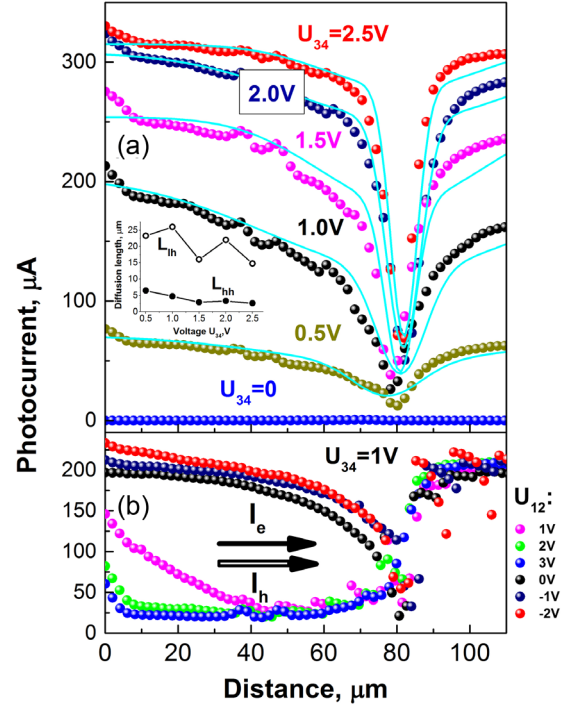 U34=2.5V
300
2.0V
(a)
1.5V
200
Diffusion length, μm
25
20
15
10
5
0
Llh
Lhh
0.5
1.0
1.5
2.0
2.5
Voltage U34,V
1.0V
100
0.5V
U34=0
0
Photocurrent, μA
200
150
100
50
25
U34=1V
(b)
Ie
Ih
U12:
1V
2V
3V
0V
-1V
-2V
0
20
40
60
80
100
Distance, μm